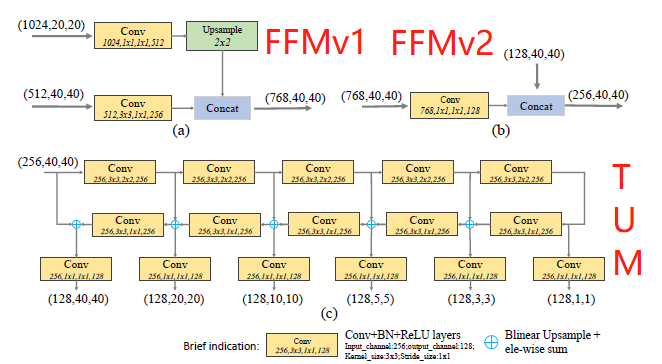 (1024,20,20)
Conv
1024,1x1,1x1,512
Upsample
2x2
FFMv1
(512,40,40)
Conv
512,3x3,1x1,256
Concat
(768,40,40)
(a)
FFMv2
(128,40,40)
(768,40,40)
Conv
768,1x1,1x1,128
Concat
(256,40,40)
(b)
(256,40,40)
Conv
256,3x3,2x2,256
Conv
256,3x3,2x2,256
Conv
256,3x3,2x2,256
Conv
256,3x3,2x2,256
Conv
256,3x3,2x2,256
Conv
256,3x3,1x1,256
Conv
256,3x3,1x1,256
Conv
256,3x3,1x1,256
Conv
256,3x3,1x1,256
Conv
256,3x3,1x1,256
Conv
256,1x1,1x1,128
Conv
256,1x1,1x1,128
Conv
256,1x1,1x1,128
Conv
256,1x1,1x1,128
Conv
256,1x1,1x1,128
Conv
256,1x1,1x1,128
(128,40,40)
(128,20,20)
(128,10,10)
(128,5,5)
(128,3,3)
(128,1,1)
T
U
M
(c)
Brief indication:
Conv
256,3x3,1x1,128
Conv+BN+ReLU layers
Input_channel:256;output_channel:128;
Kernel_size:3x3;Stride_size:1x1
Blinear Upsample +
ele-wise sum